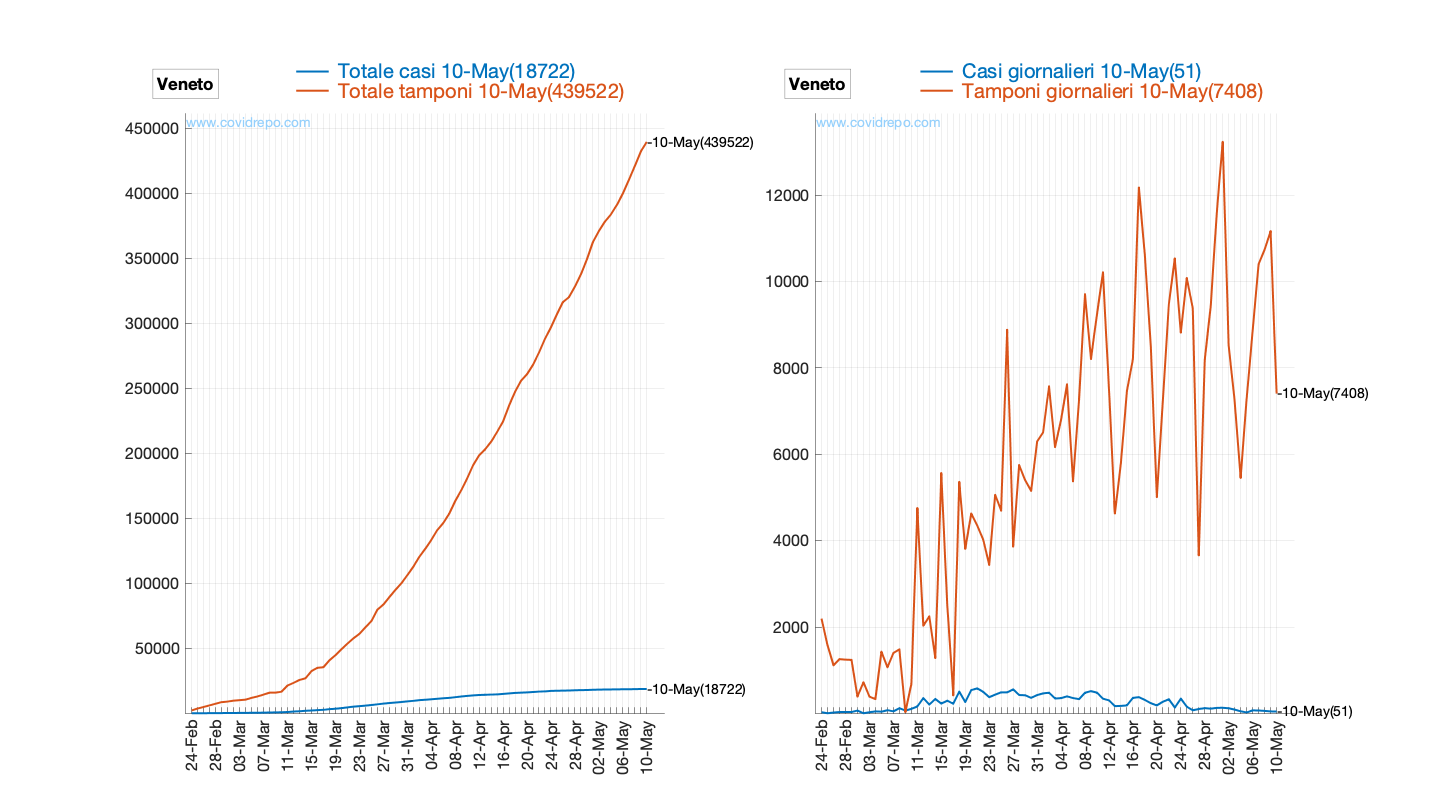 Veneto
Totale casi 10-May(18722)
Totale tamponi 10-May(439522)
www.covidrepo.com
450000
400000
350000
300000
250000
200000
150000
100000
50000
10-May(439522)
10-May(18722)
24-Feb
28-Feb
03-Mar
07-Mar
11-Mar
15-Mar
19-Mar
23-Mar
27-Mar
31-Mar
04-Apr
08-Apr
12-Apr
16-Apr
20-Apr
24-Apr
28-Apr
02-May
06-May
10-May
Veneto
Casi giornalieri 10-May(51)
Tamponi giornalieri 10-May(7408)
www.covidrepo.com
12000
10000
8000
6000
4000
2000
10-May(7408)
10-May(51)
24-Feb
28-Feb
03-Mar
07-Mar
11-Mar
15-Mar
19-Mar
23-Mar
27-Mar
31-Mar
04-Apr
08-Apr
12-Apr
16-Apr
20-Apr
24-Apr
28-Apr
02-May
06-May
10-May